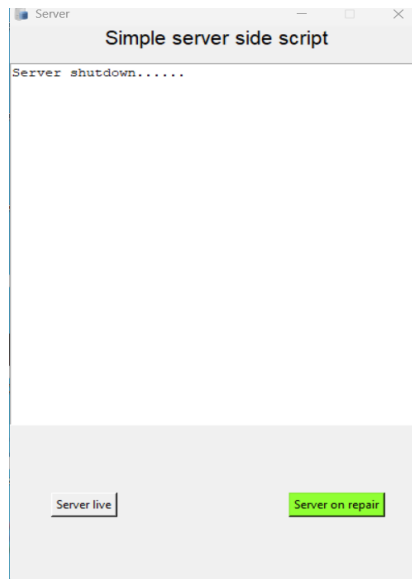 Server
Simple server side script
Server shutdown......
Server live
Server on repair